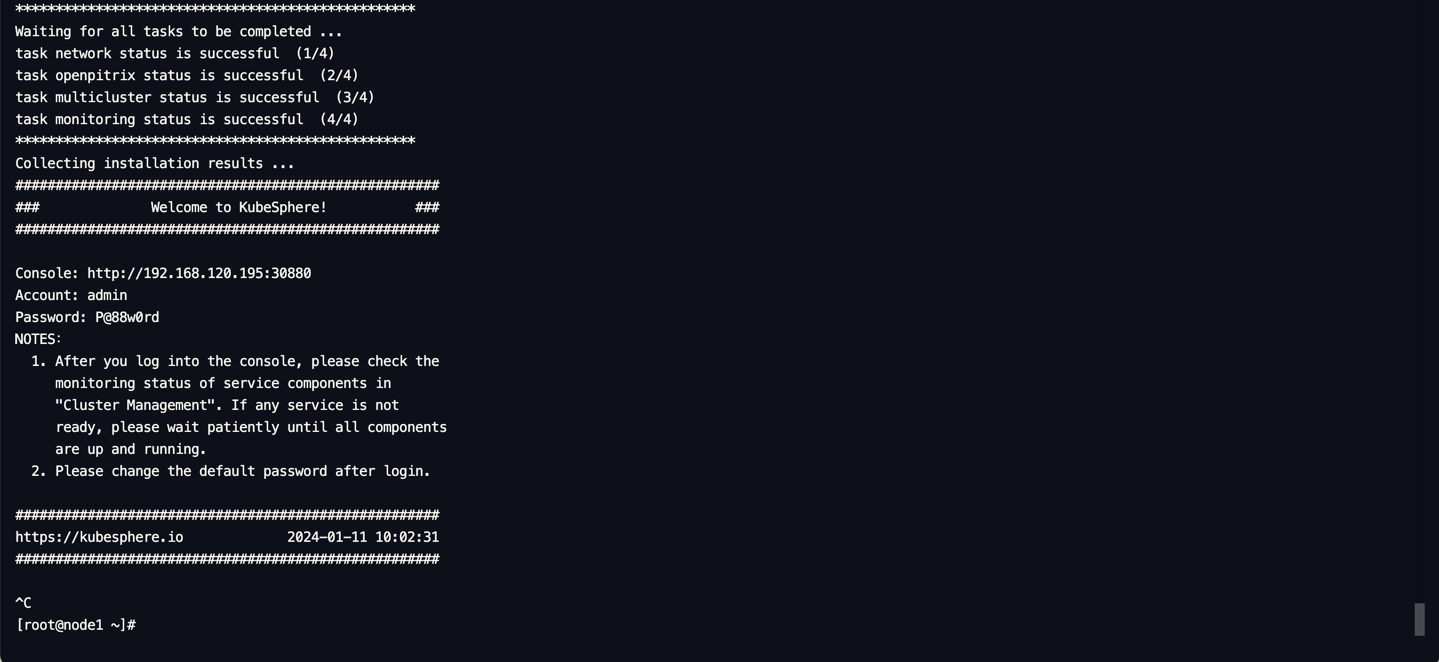 **************************************************
Waiting for all tasks to be completed ...
task network status is successful  (1/4)
task openpitrix status is successful  (2/4)
task multicluster status is successful  (3/4)
task monitoring status is successful  (4/4)
**************************************************
Collecting installation results ...
#####################################################
###              Welcome to KubeSphere!           ###
#####################################################

Console: http://192.168.120.195:30880
Account: admin
Password: P@88w0rd
NOTES：
  1. After you log into the console, please check the
     monitoring status of service components in
     "Cluster Management". If any service is not
     ready, please wait patiently until all components
     are up and running.
  2. Please change the default password after login.

#####################################################
https://kubesphere.io             2024-01-11 10:02:31
#####################################################

^C
[root@node1 ~]#